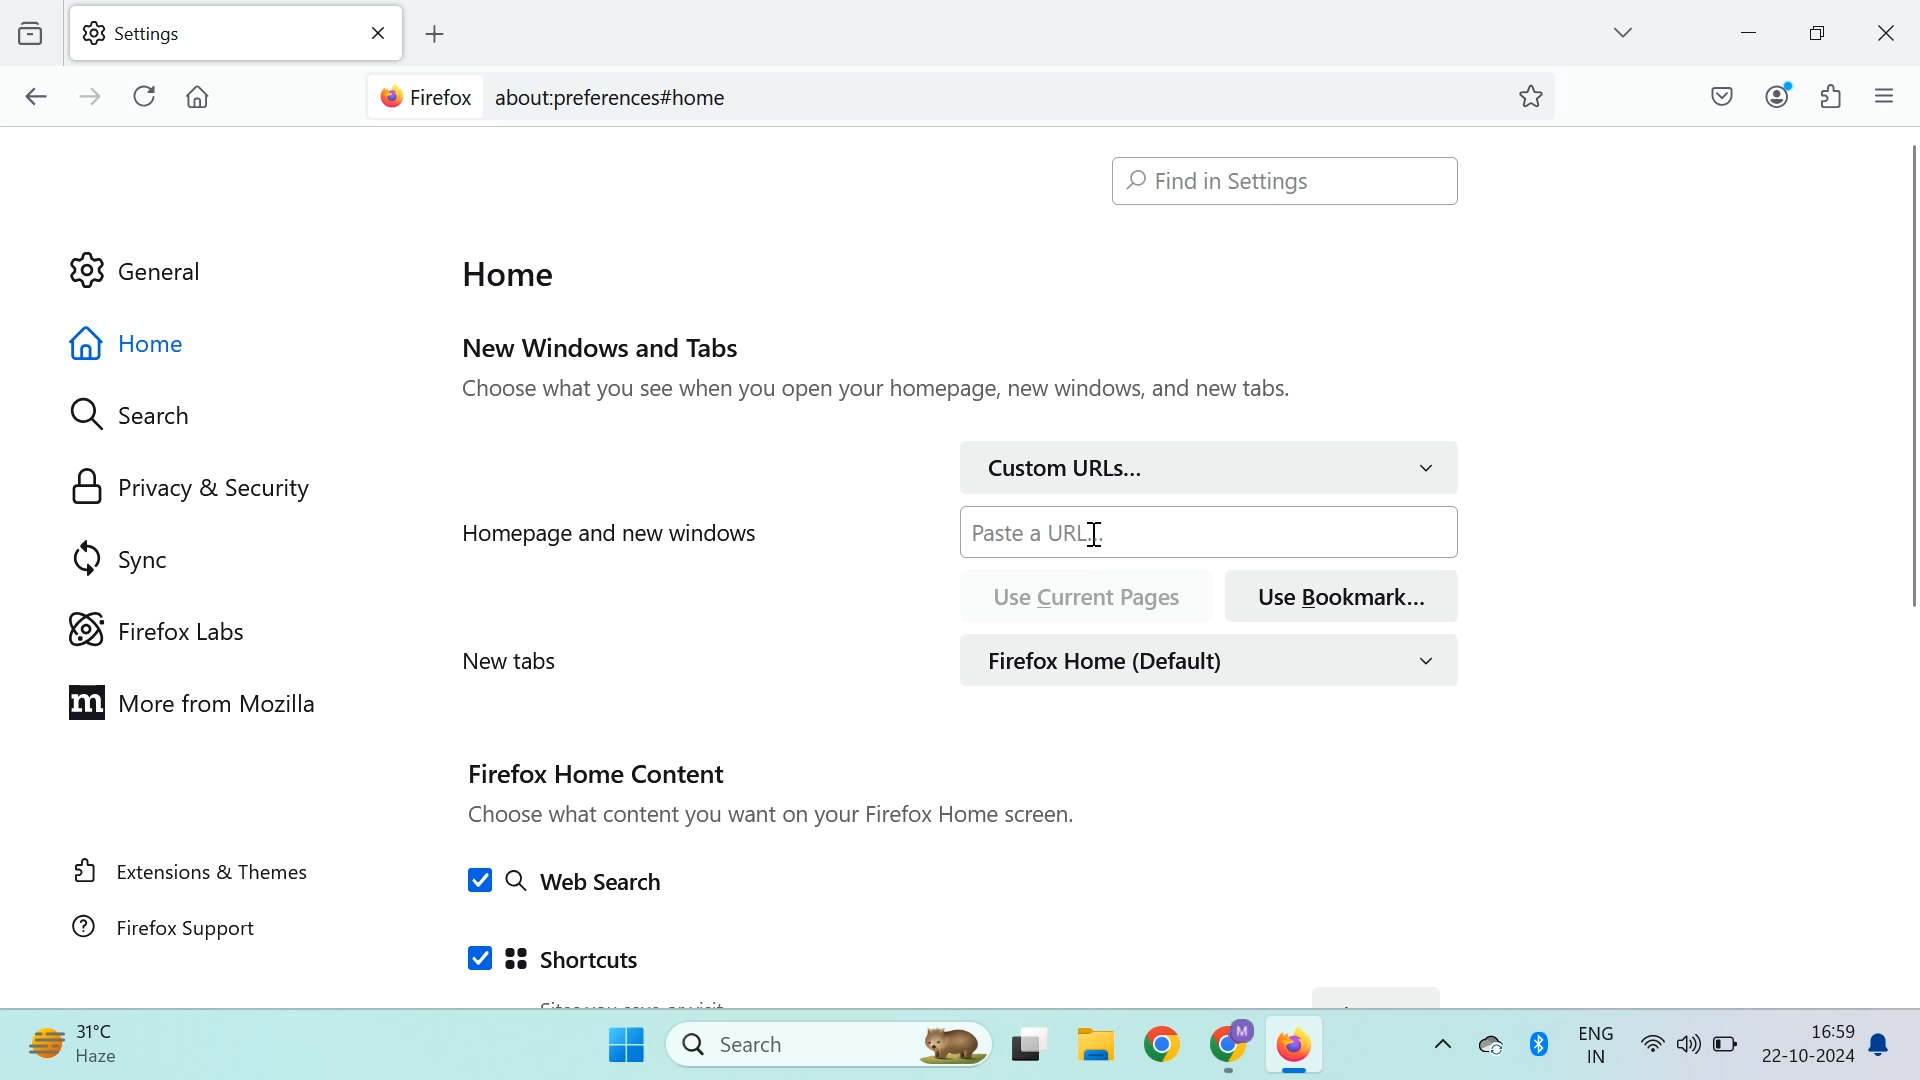 Settings
Firefox about:preferences#home
Find in Settings
General
Home
Search
Privacy & Security
Sync
Firefox Labs
More from Mozilla
Extensions & Themes
Firefox Support
Home
New Windows and Tabs
Choose what you see when you open your homepage, new windows, and new tabs.
Custom URLs...
Homepage and new windows
Paste a URL...
Use Current Pages
Use Bookmark...
New tabs
Firefox Home (Default)
Firefox Home Content
Choose what content you want on your Firefox Home screen.
Web Search
Shortcuts
31°C
Haze
Search
M
ENG
IN
16:59
22-10-2024